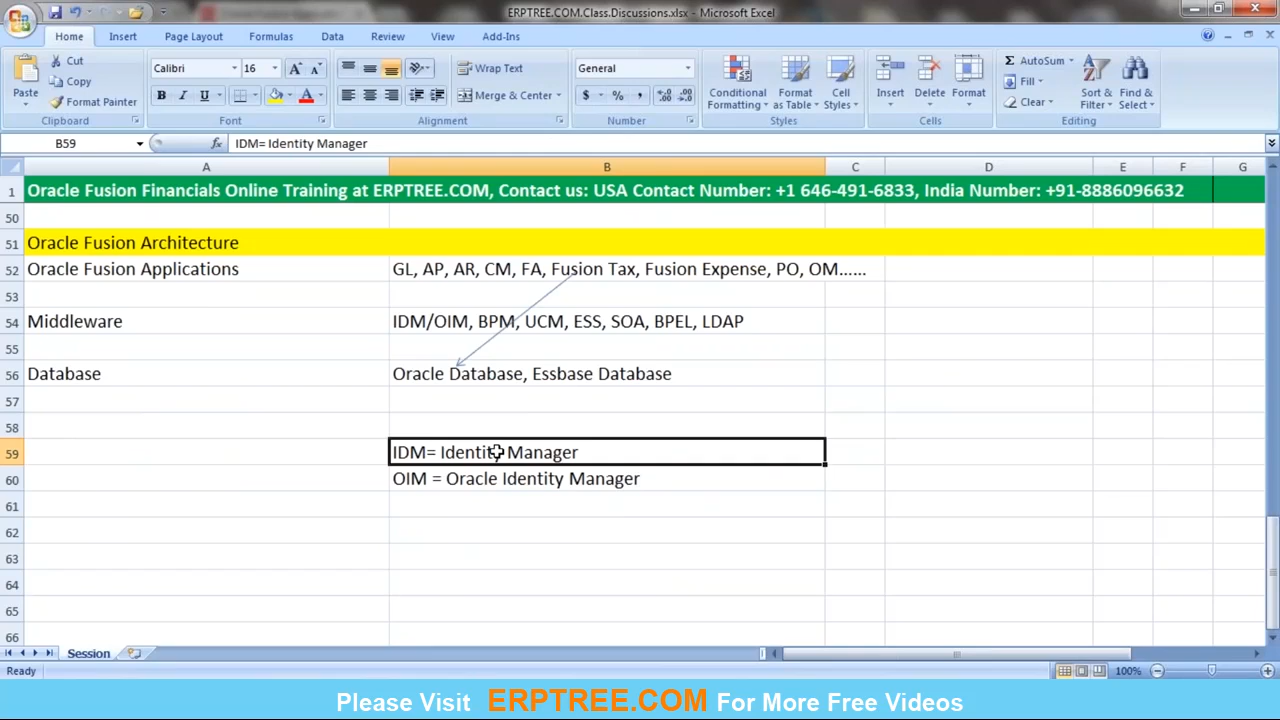 ERPTREE.COM.Class.Discussions.xlsx - Microsoft Excel
Home Insert Page Layout Formulas Data Review View Add-Ins
Paste Cut Copy Format Painter
Clipboard
Calibri 16 A A
B I U A
Font
Wrap Text
Merge & Center
Alignment
General
$ % , .0 .00 .00 .0
Number
Conditional Formatting Format as Table Cell Styles
Styles
Insert Delete Format
Cells
Σ AutoSum Fill Clear Sort & Filter Find & Select
Editing
B59 fx IDM= Identity Manager
A B C D E F G
1 Oracle Fusion Financials Online Training at ERPTREE.COM, Contact us: USA Contact Number: +1 646-491-6833, India Number: +91-8886096632
50
51 Oracle Fusion Architecture
52 Oracle Fusion Applications GL, AP, AR, CM, FA, Fusion Tax, Fusion Expense, PO, OM......
53
54 Middleware IDM/OIM, BPM, UCM, ESS, SOA, BPEL, LDAP
55
56 Database Oracle Database, Essbase Database
57
58
59 IDM= Identity Manager
60 OIM = Oracle Identity Manager
61
62
63
64
65
66
Session
Ready 100%
Please Visit ERPTREE.COM For More Free Videos